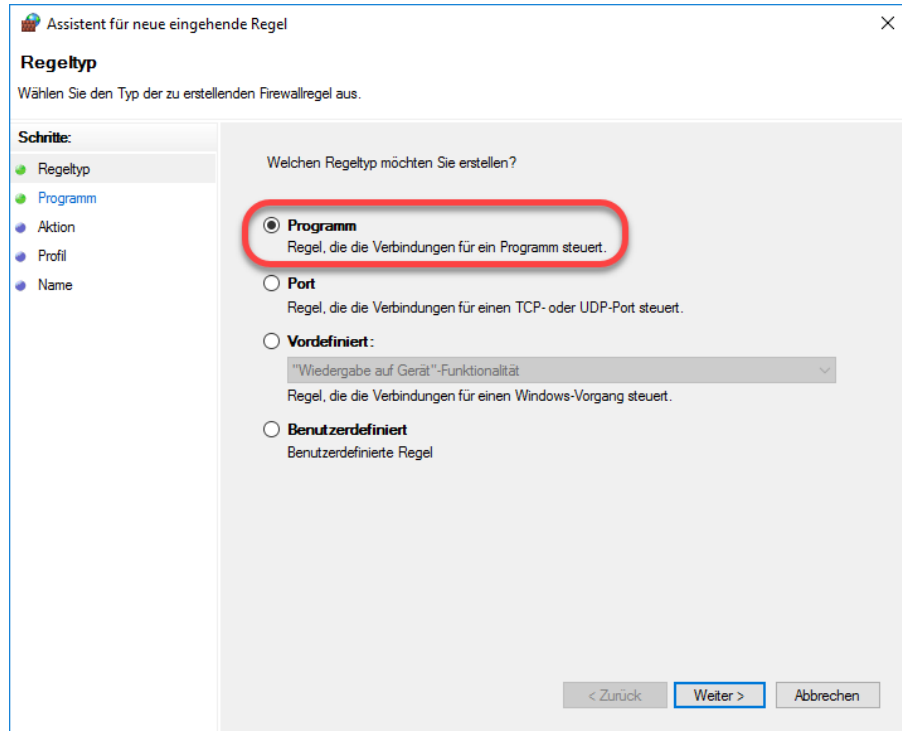 Assistent für neue eingehende Regel
Regeltyp
Wählen Sie den Typ der zu erstellenden Firewallregel aus.
Schritte:
Regeltyp
Programm
Aktion
Profil
Name
Welchen Regeltyp möchten Sie erstellen?
Programm
Regel, die die Verbindungen für ein Programm steuert.
Port
Regel, die die Verbindungen für einen TCP- oder UDP-Port steuert.
Vordefiniert:
"Wiedergabe auf Gerät"-Funktionalität
Regel, die die Verbindungen für einen Windows-Vorgang steuert.
Benutzerdefiniert
Benutzerdefinierte Regel
< Zurück
Weiter >
Abbrechen